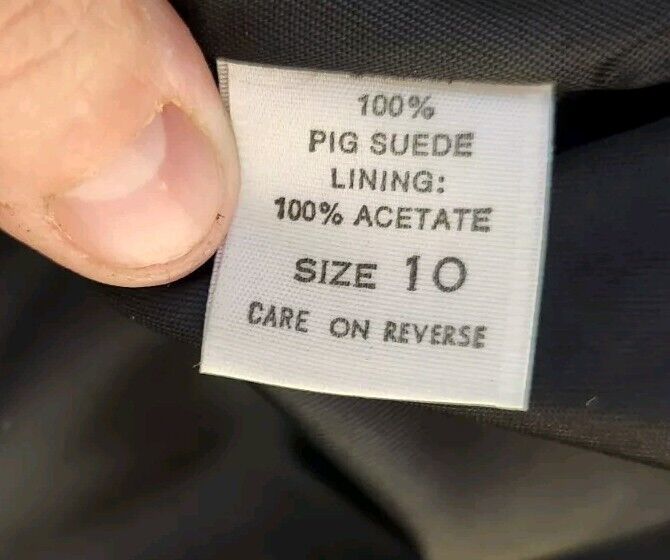 100%
PIG SUEDE
LINING:
100% ACETATE
SIZE 10
CARE ON REVERSE